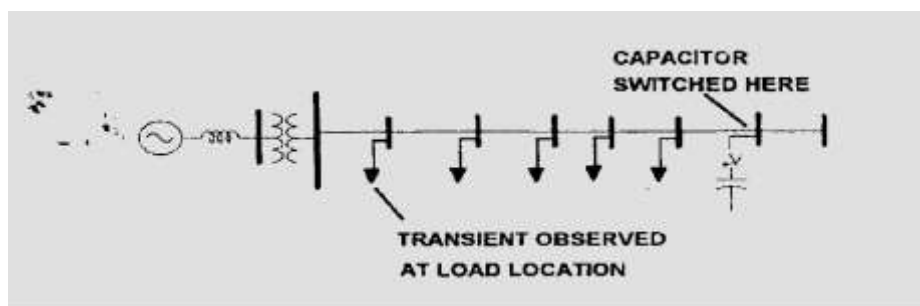 CAPACITOR
SWITCHED HERE
TRANSIENT OBSERVED
AT LOAD LOCATION